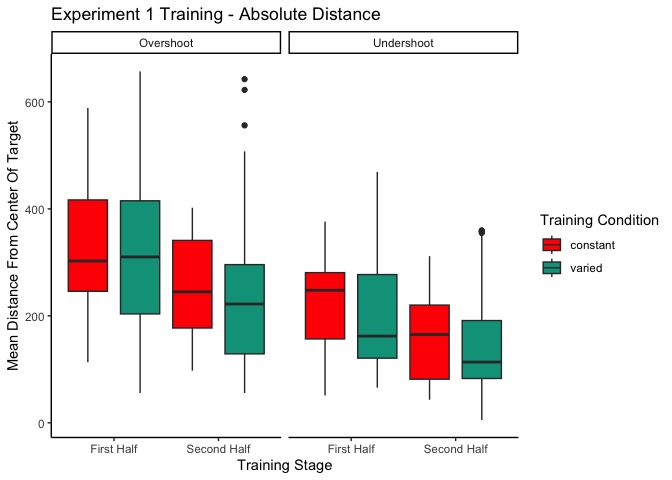 Experiment 1 Training - Absolute Distance
Overshoot
Undershoot
Mean Distance From Center Of Target
600
400
200
0
First Half
Second Half
First Half
Second Half
Training Stage
Training Condition
constant
varied